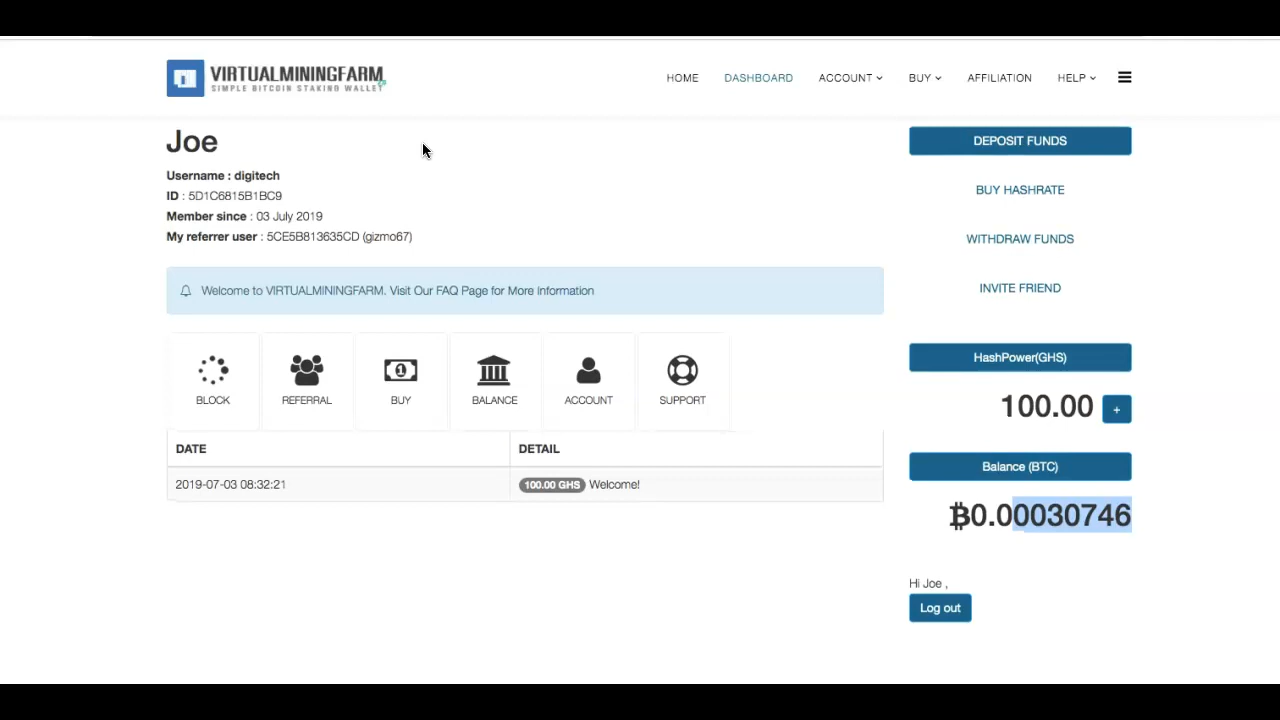 VIRTUALMININGFARM
SIMPLE BITCOIN STAKING WALLET
HOME DASHBOARD ACCOUNT BUY AFFILIATION HELP
Joe
Username : digitech
ID : 5D1C6815B1BC9
Member since : 03 July 2019
My referrer user : 5CE5B813635CD (gizmo67)
Welcome to VIRTUALMININGFARM. Visit Our FAQ Page for More Information
BLOCK REFERRAL BUY BALANCE ACCOUNT SUPPORT
DATE DETAIL
2019-07-03 08:32:21 100.00 GHS Welcome!
DEPOSIT FUNDS
BUY HASHRATE
WITHDRAW FUNDS
INVITE FRIEND
HashPower(GHS)
100.00 +
Balance (BTC)
₿0.00030746
Hi Joe ,
Log out